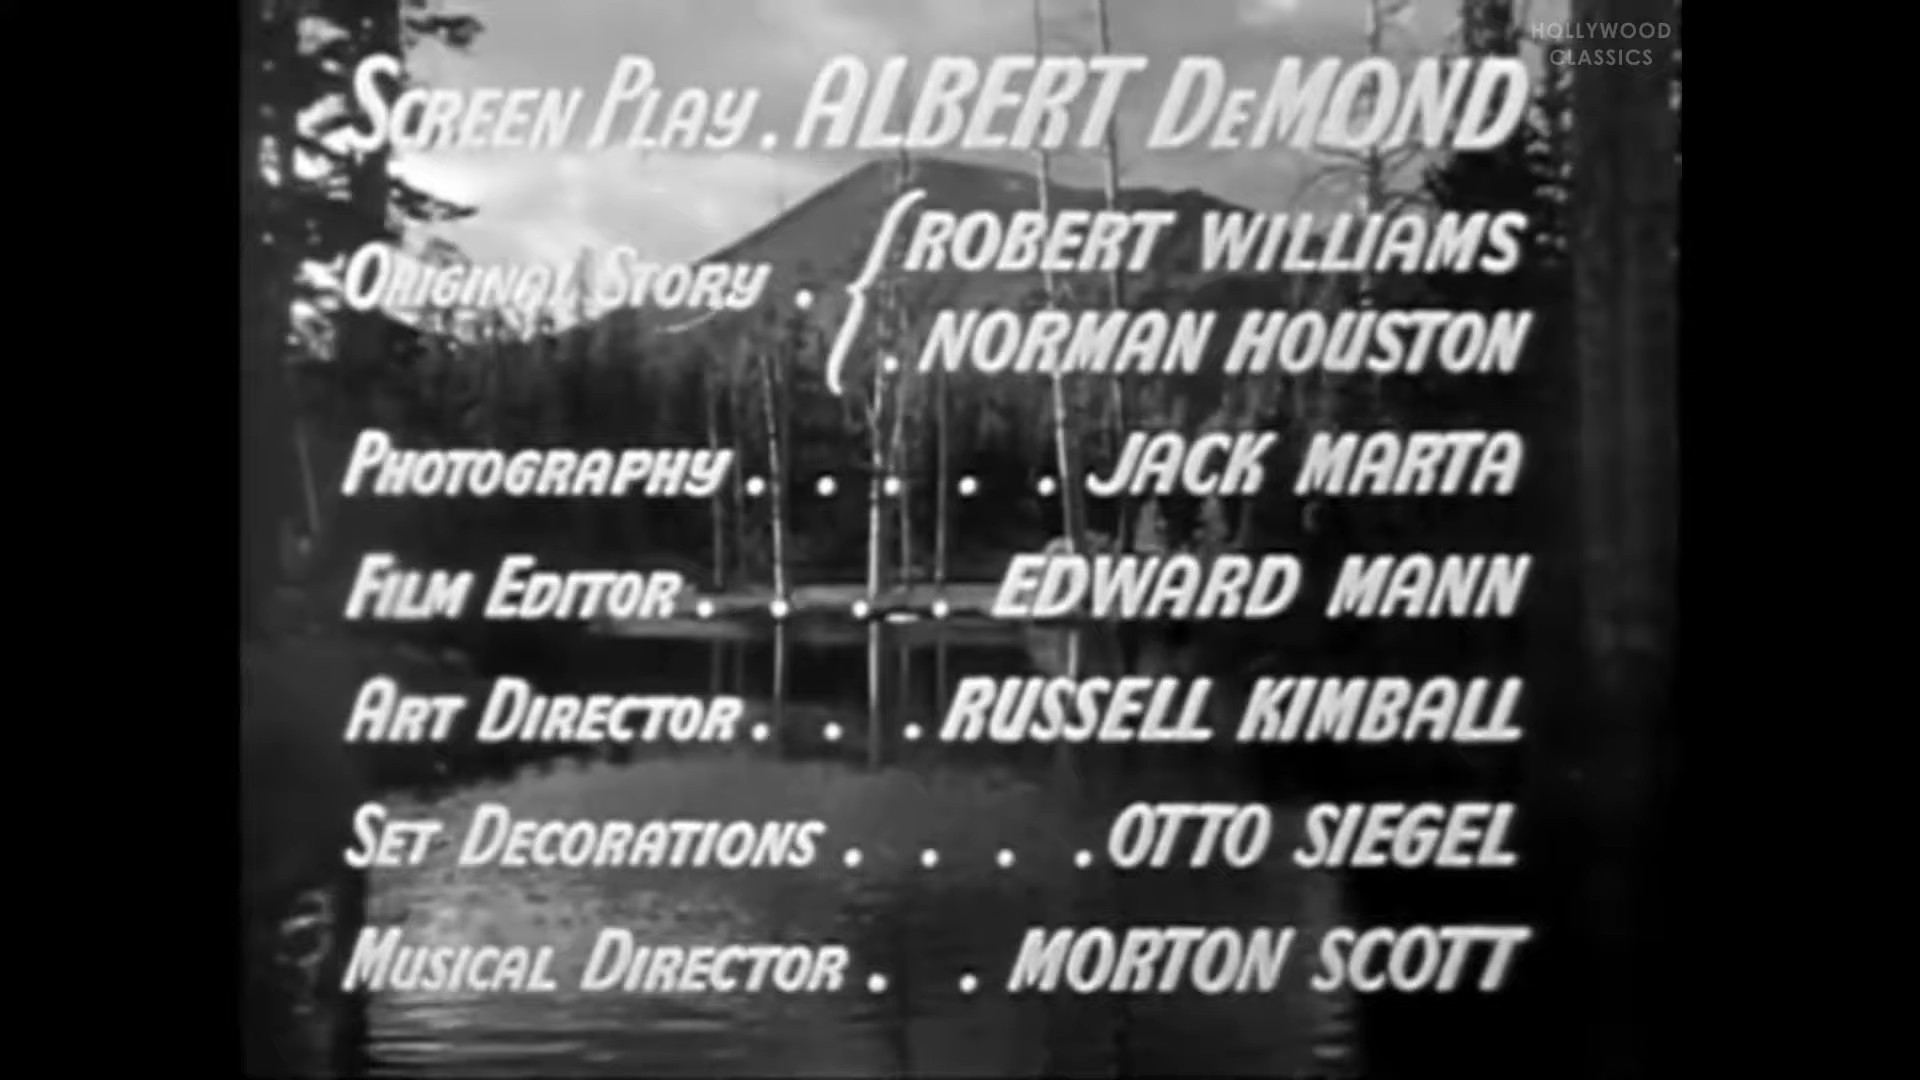 HOLLYWOOD
CLASSICS
SCREEN PLAY . ALBERT DEMOND
ORIGINAL STORY . { ROBERT WILLIAMS
. NORMAN HOUSTON
PHOTOGRAPHY . . . . . JACK MARTA
FILM EDITOR . . . . EDWARD MANN
ART DIRECTOR . . . RUSSELL KIMBALL
SET DECORATIONS . . . . OTTO SIEGEL
MUSICAL DIRECTOR . . MORTON SCOTT